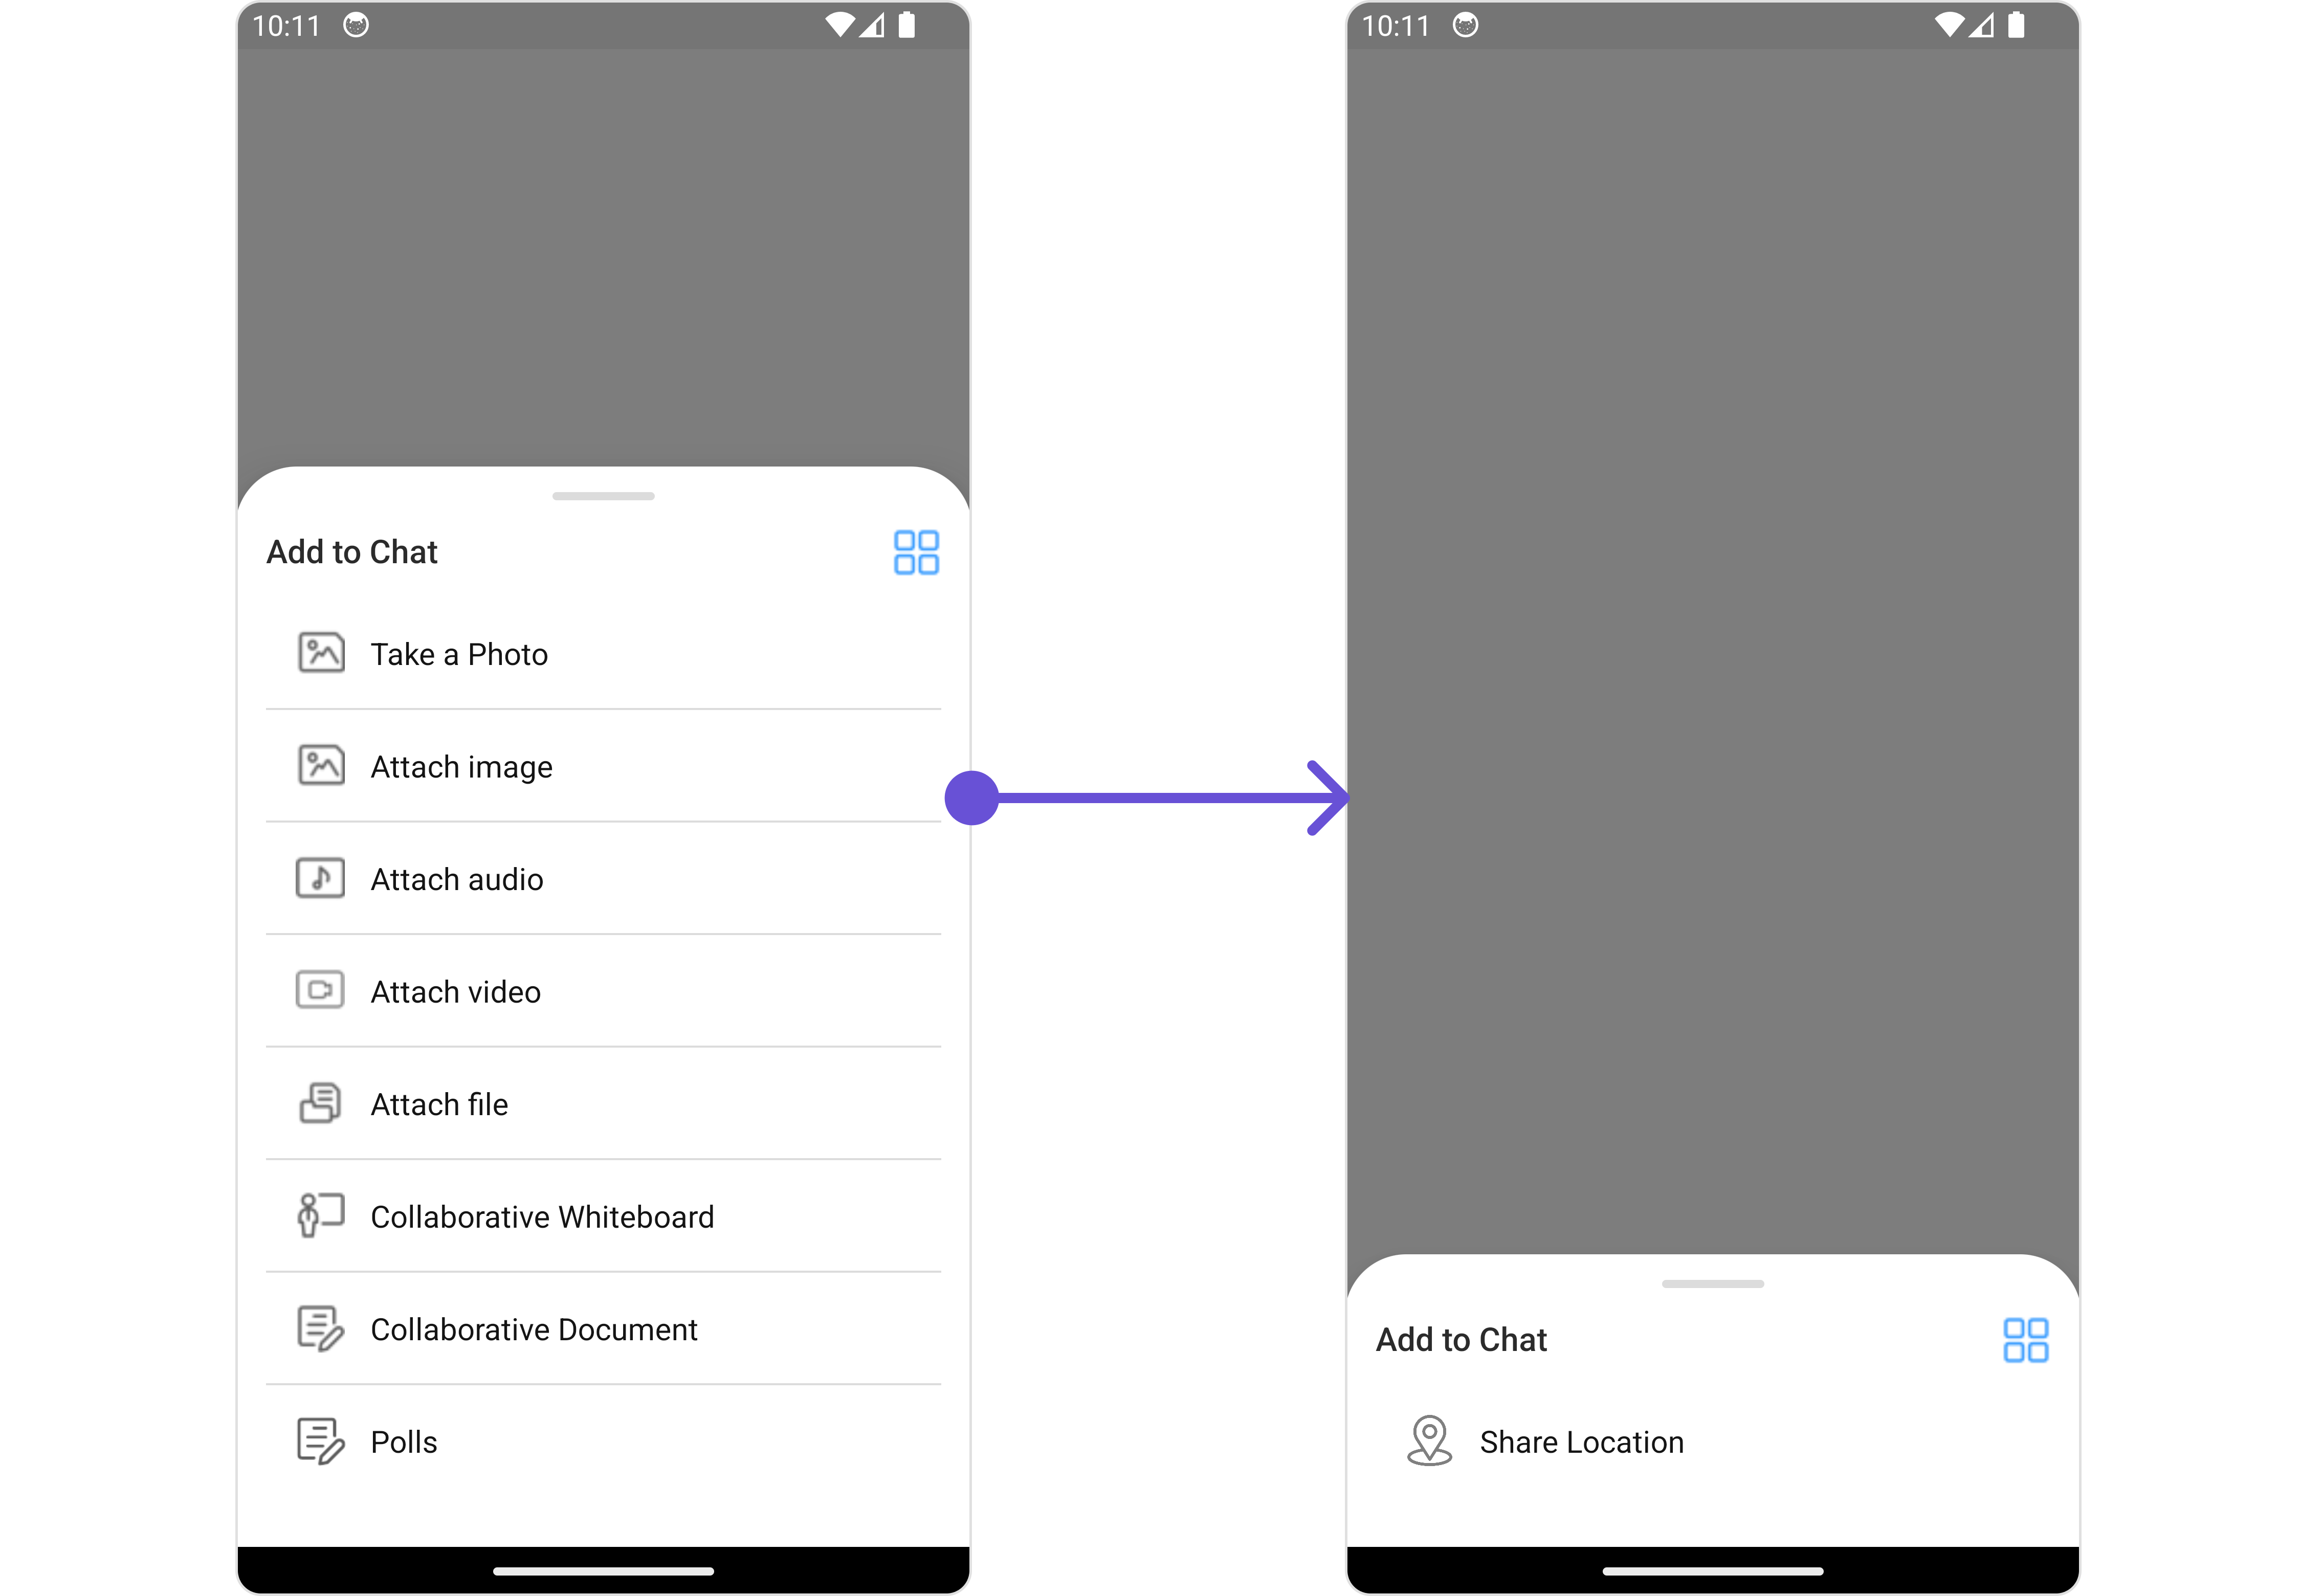 10:11
Add to Chat
Take a Photo
Attach image
Attach audio
Attach video
Attach file
Collaborative Whiteboard
Collaborative Document
Polls
10:11
Add to Chat
Share Location